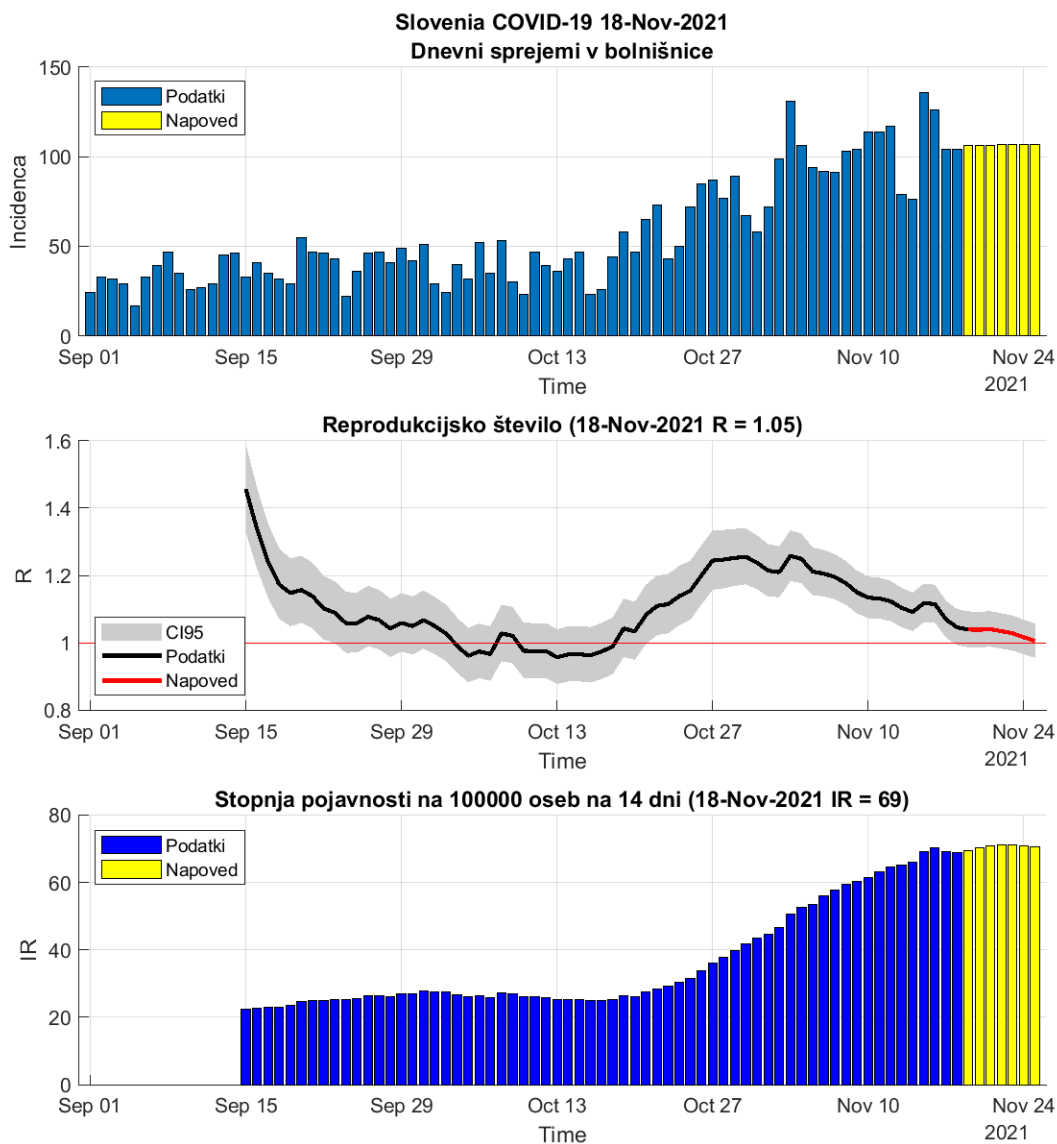 Slovenia COVID-19 18-Nov-2021
Dnevni sprejemi v bolnišnice
150
100
50
0
Incidenca
Podatki
Napoved
Sep 01 Sep 15 Sep 29 Oct 13 Oct 27 Nov 10 Nov 24
Time
2021
Reprodukcijsko število (18-Nov-2021 R = 1.05)
1.6
1.4
1.2
1
0.8
R
CI95
Podatki
Napoved
Sep 01 Sep 15 Sep 29 Oct 13 Oct 27 Nov 10 Nov 24
Time
2021
Stopnja pojavnosti na 100000 oseb na 14 dni (18-Nov-2021 IR = 69)
80
60
40
20
0
IR
Podatki
Napoved
Sep 01 Sep 15 Sep 29 Oct 13 Oct 27 Nov 10 Nov 24
Time
2021